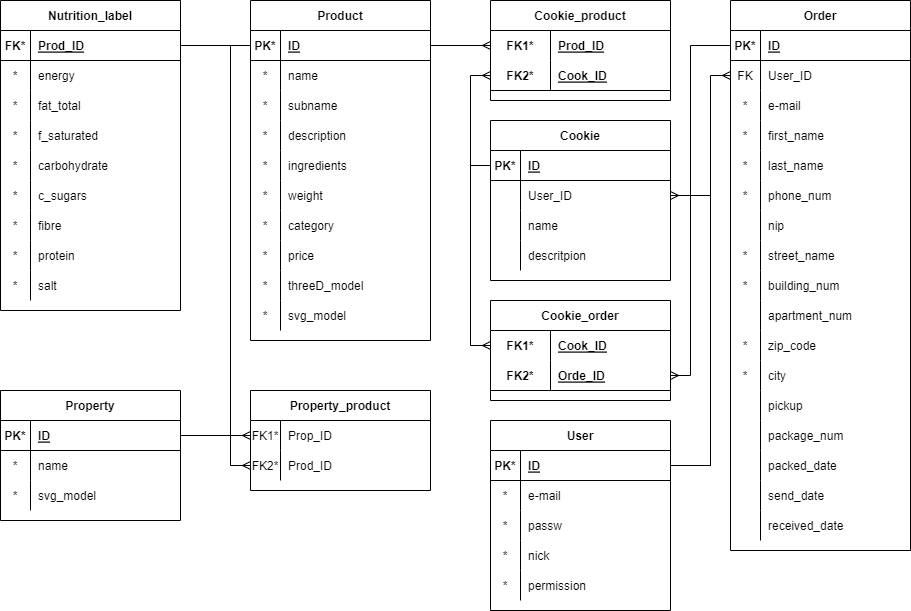 Nutrition_label
FK* Prod_ID
* energy
* fat_total
* f_saturated
* carbohydrate
* c_sugars
* fibre
* protein
* salt
Product
PK* ID
* name
* subname
* description
* ingredients
* weight
* category
* price
* threeD_model
* svg_model
Cookie_product
FK1* Prod_ID
FK2* Cook_ID
Cookie
PK* ID
User_ID
name
descritpion
Cookie_order
FK1* Cook_ID
FK2* Orde_ID
Order
PK* ID
FK User_ID
* e-mail
* first_name
* last_name
* phone_num
nip
* street_name
* building_num
apartment_num
* zip_code
* city
pickup
package_num
packed_date
send_date
received_date
Property
PK* ID
* name
* svg_model
Property_product
FK1* Prop_ID
FK2* Prod_ID
User
PK* ID
* e-mail
* passw
* nick
* permission